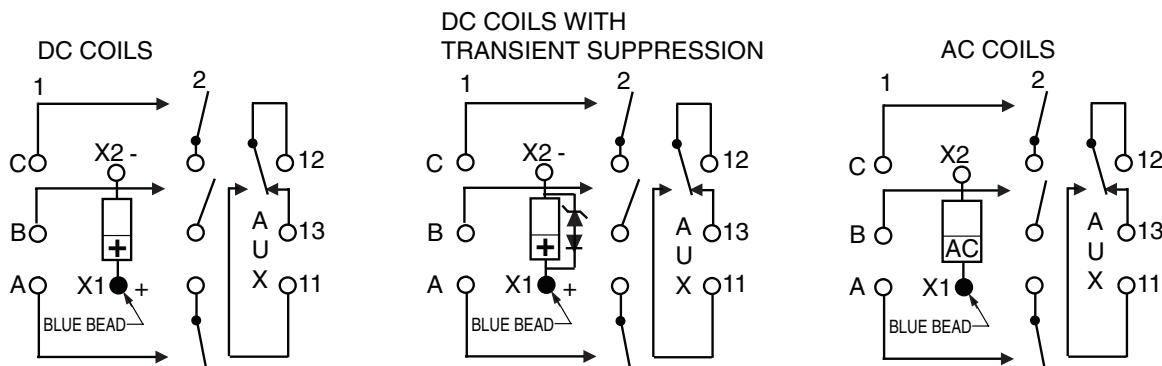 DC COILS
1
2
C
X2 -
12
B
+
A
U
X
13
A
X1
+
11
BLUE BEAD
DC COILS WITH
TRANSIENT SUPPRESSION
1
2
C
X2 -
12
B
+
A
U
X
13
A
X1
+
11
BLUE BEAD
AC COILS
1
2
C
X2
12
B
AC
A
U
X
13
A
X1
11
BLUE BEAD